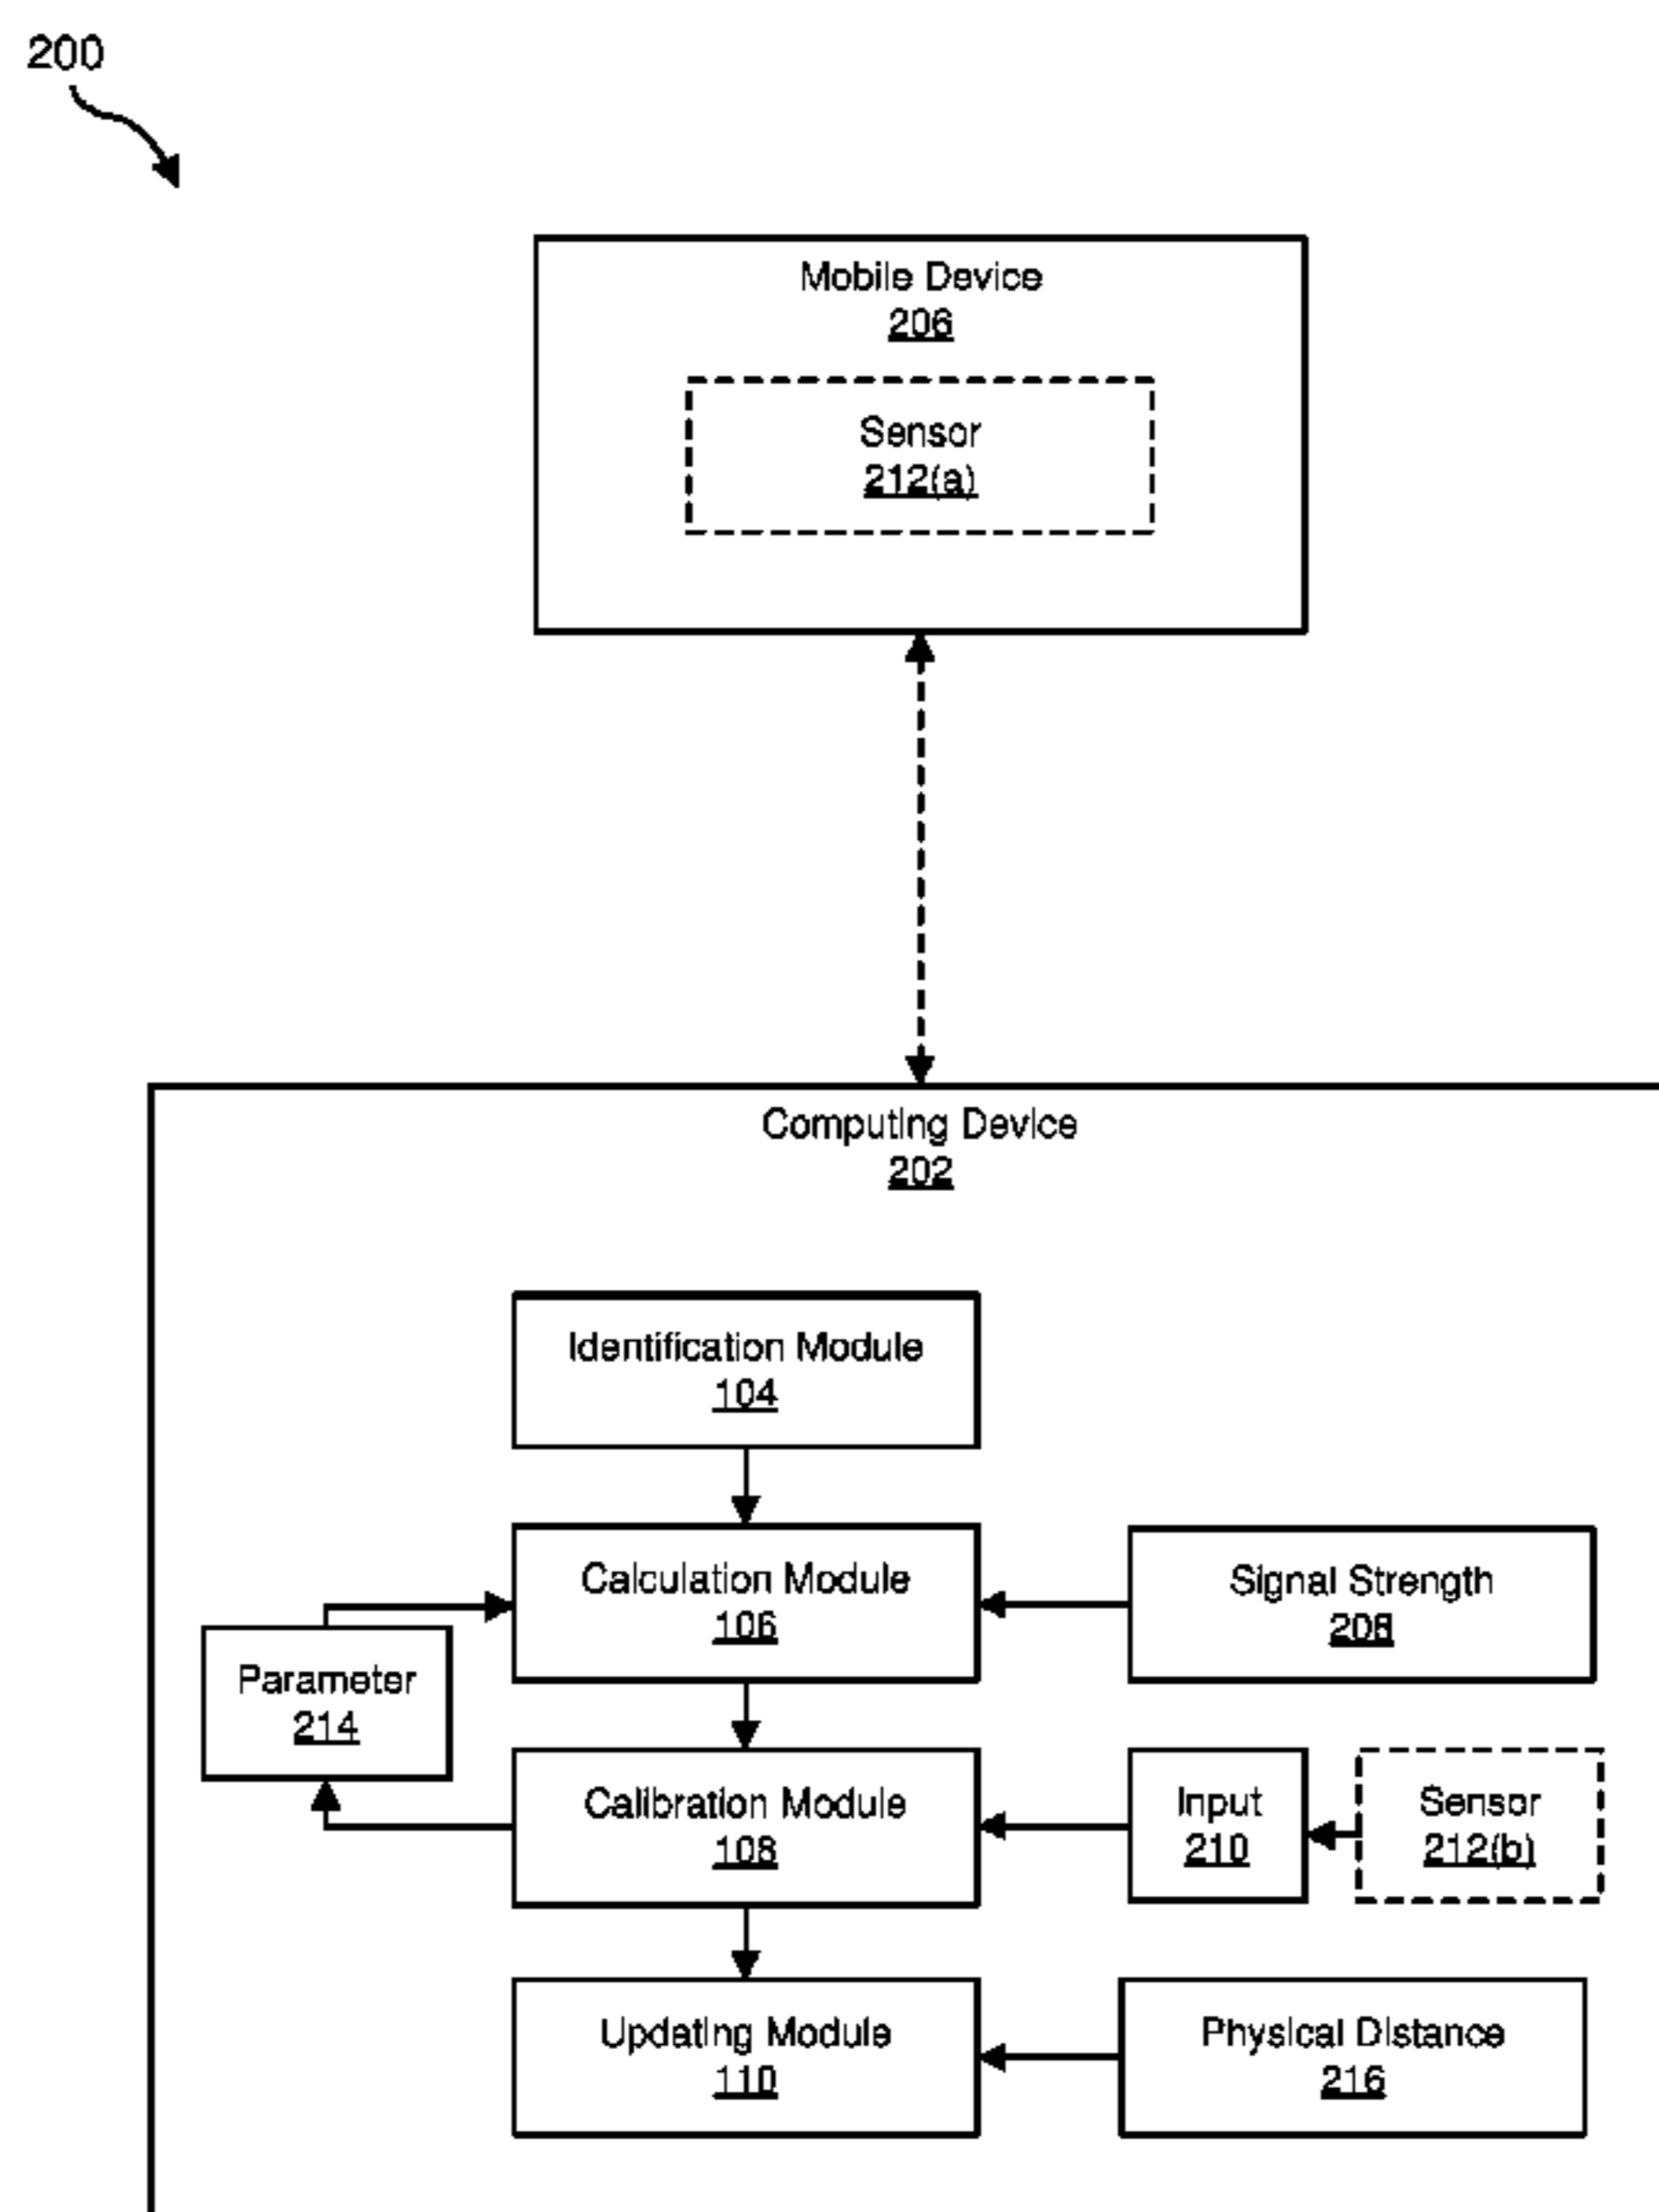 200
Mobile Device
206
Sensor
212(a)
Computing Device
202
Identification Module
104
Calculation Module
106
Signal Strength
208
Parameter
214
Calibration Module
108
Input
210
Sensor
212(b)
Updating Module
110
Physical Distance
216